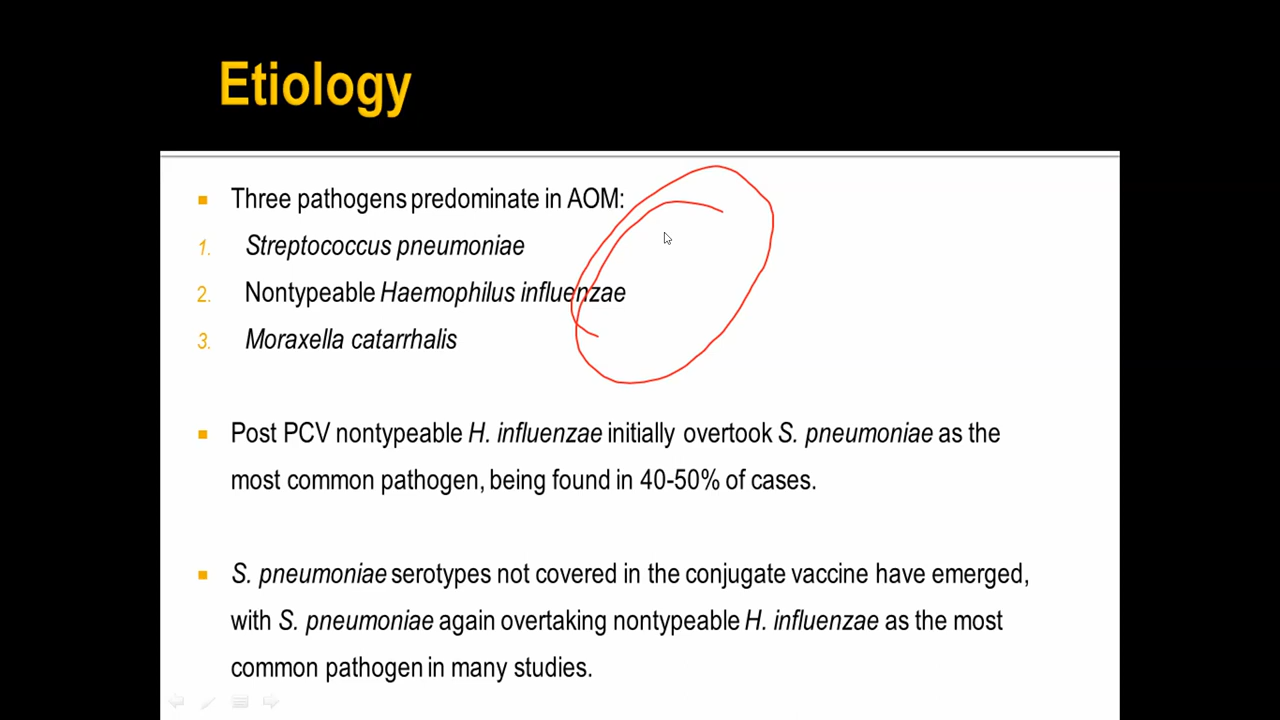 Etiology
Three pathogens predominate in AOM:
1. Streptococcus pneumoniae
2. Nontypeable Haemophilus influenzae
3. Moraxella catarrhalis
Post PCV nontypeable H. influenzae initially overtook S. pneumoniae as the
most common pathogen, being found in 40-50% of cases.
S. pneumoniae serotypes not covered in the conjugate vaccine have emerged,
with S. pneumoniae again overtaking nontypeable H. influenzae as the most
common pathogen in many studies.